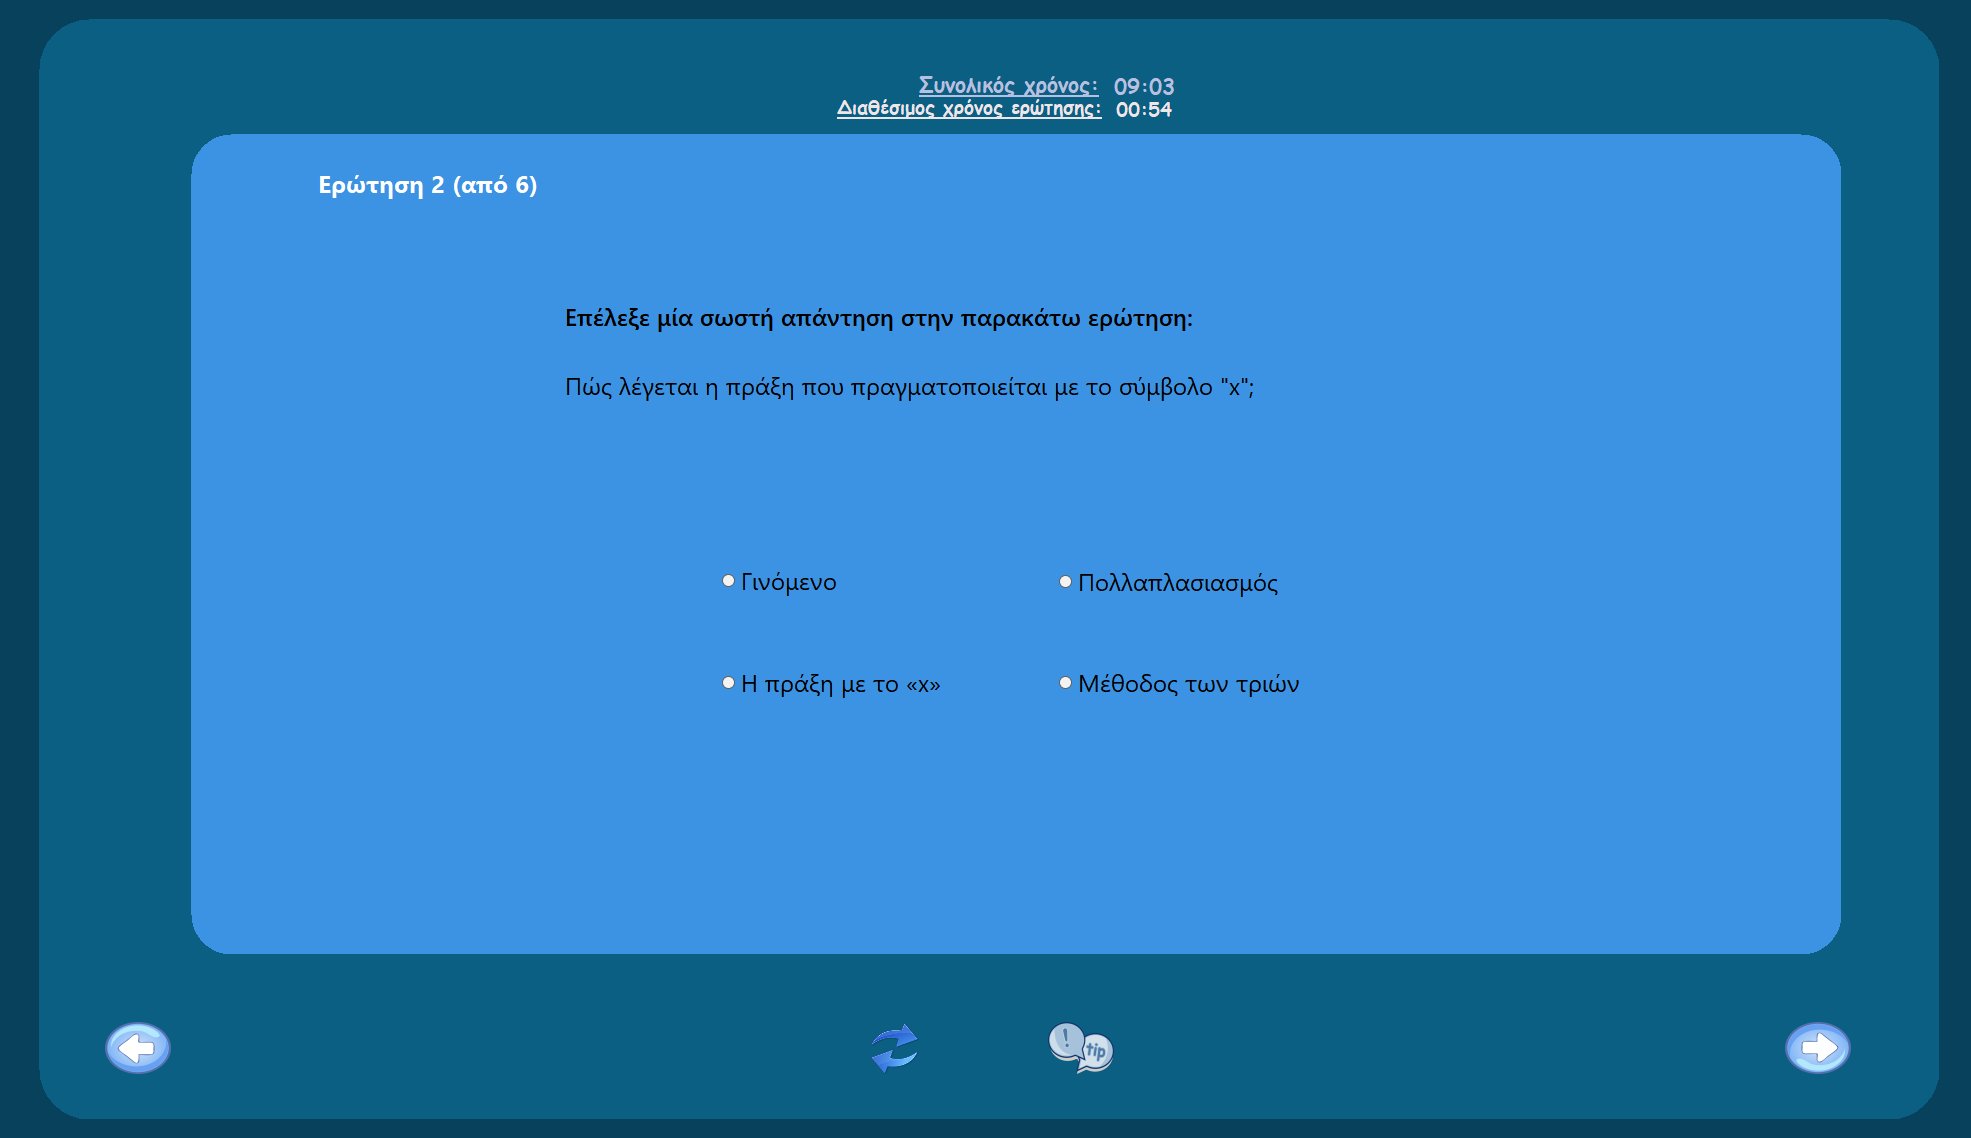 Συνολικός χρόνος: 09:03
Διαθέσιμος χρόνος ερώτησης: 00:54
Ερώτηση 2 (από 6)
Επέλεξε μία σωστή απάντηση στην παρακάτω ερώτηση:
Πώς λέγεται η πράξη που πραγματοποιείται με το σύμβολο "x";
Γινόμενο
Πολλαπλασιασμός
Η πράξη με το «x»
Μέθοδος των τριών
! tip